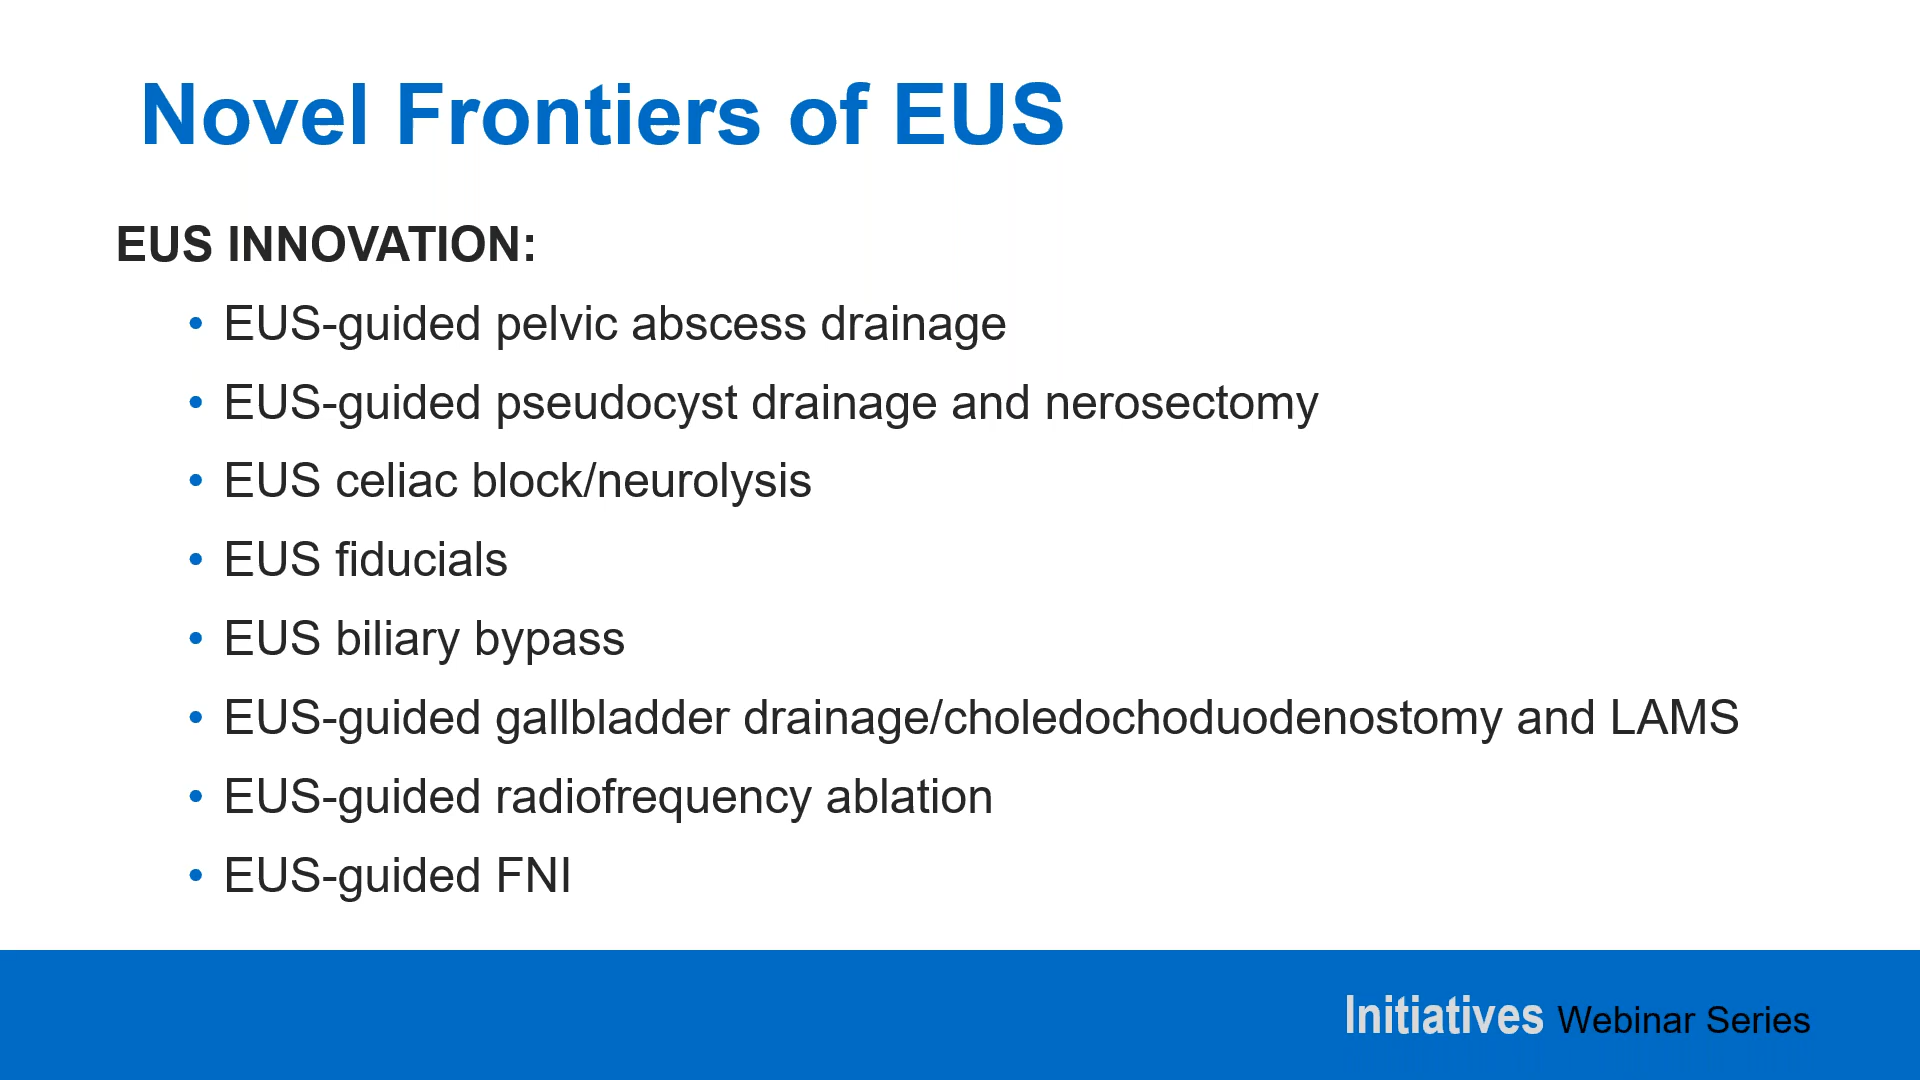 Novel Frontiers of EUS
EUS INNOVATION:
• EUS-guided pelvic abscess drainage
• EUS-guided pseudocyst drainage and nerosectomy
• EUS celiac block/neurolysis
• EUS fiducials
• EUS biliary bypass
• EUS-guided gallbladder drainage/choledochoduodenostomy and LAMS
• EUS-guided radiofrequency ablation
• EUS-guided FNI
Initiatives Webinar Series